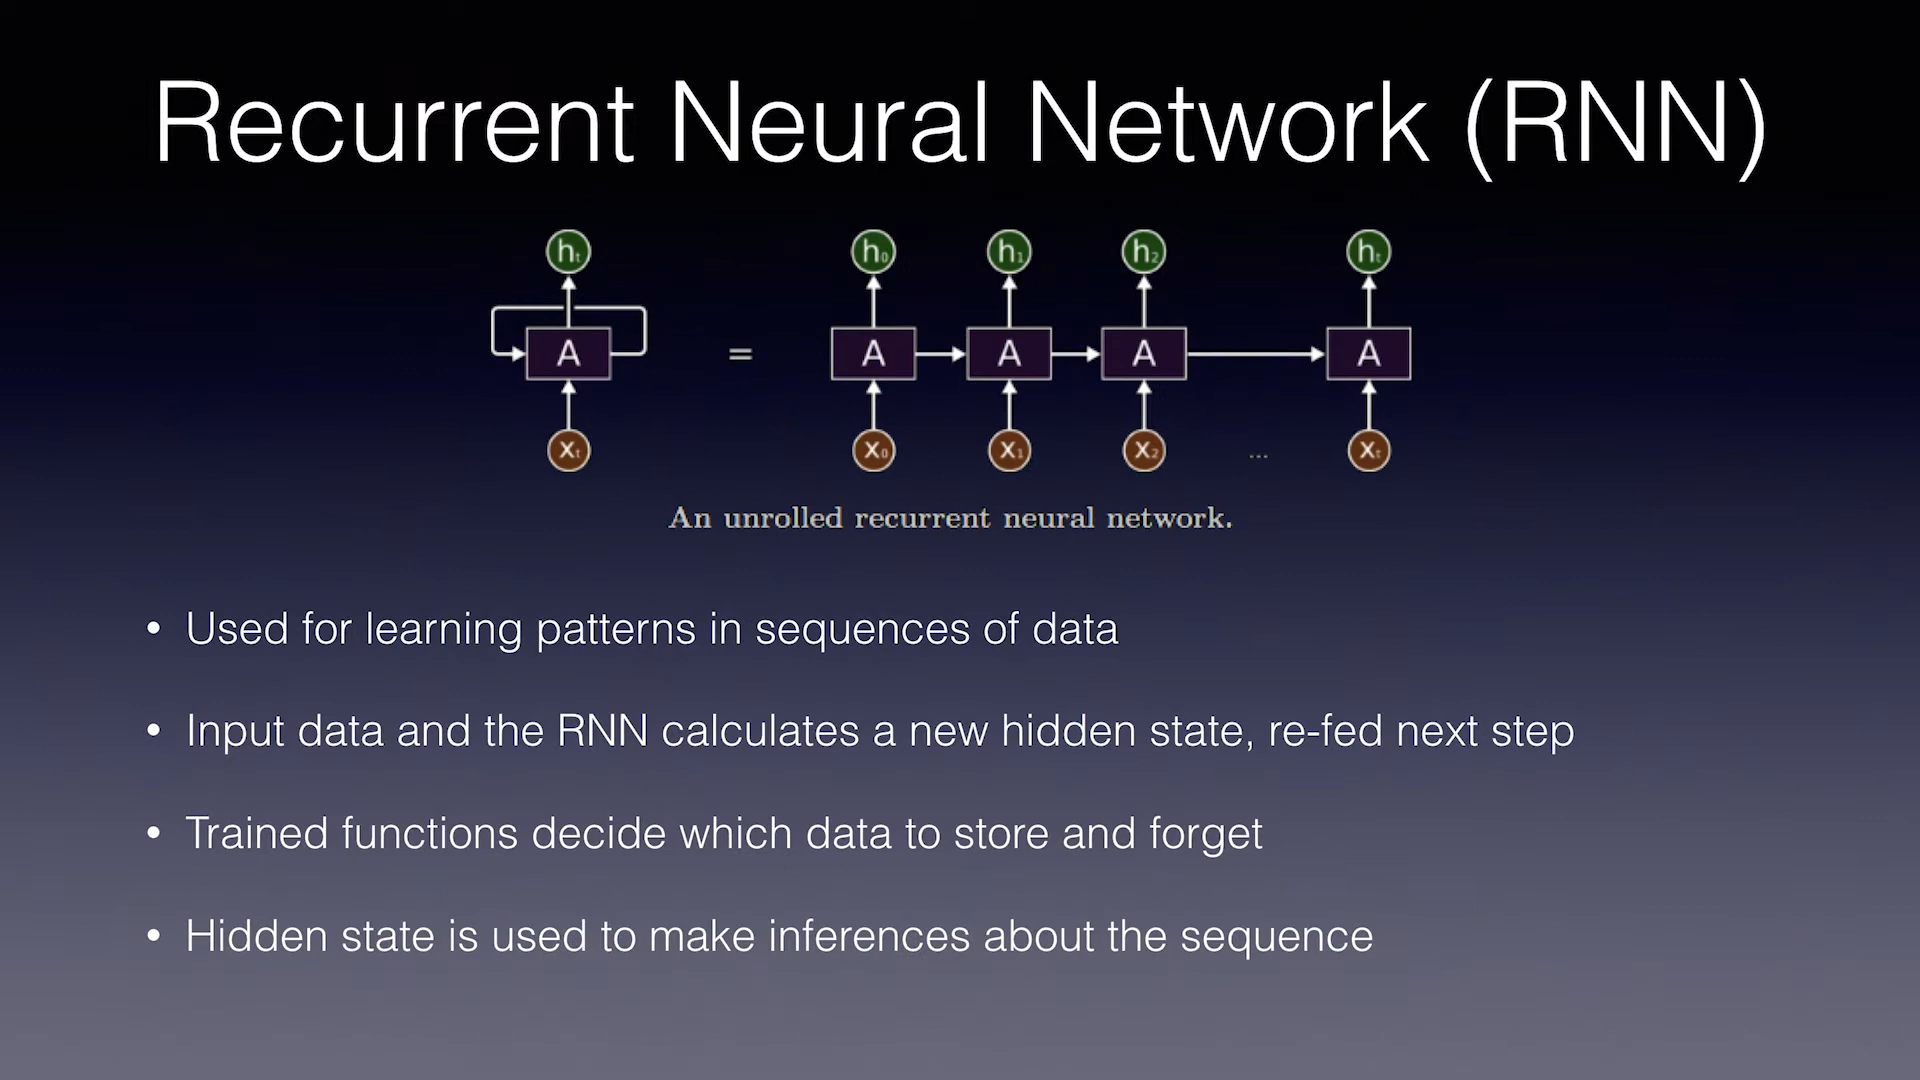 Recurrent Neural Network (RNN)
hₜ h₀ h₁ h₂ hₜ
A = A A A A
xₜ x₀ x₁ x₂ ... xₜ
An unrolled recurrent neural network.
• Used for learning patterns in sequences of data
• Input data and the RNN calculates a new hidden state, re-fed next step
• Trained functions decide which data to store and forget
• Hidden state is used to make inferences about the sequence